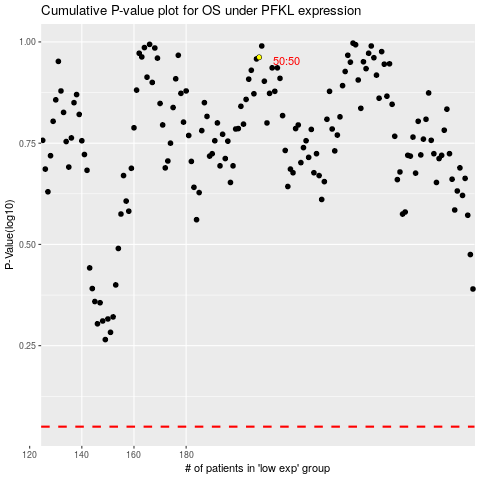 Cumulative P-value plot for OS under PFKL expression
1.00
50:50
0.75
P-Value(log10)
0.50
0.25
120 140 160 180
# of patients in 'low exp' group